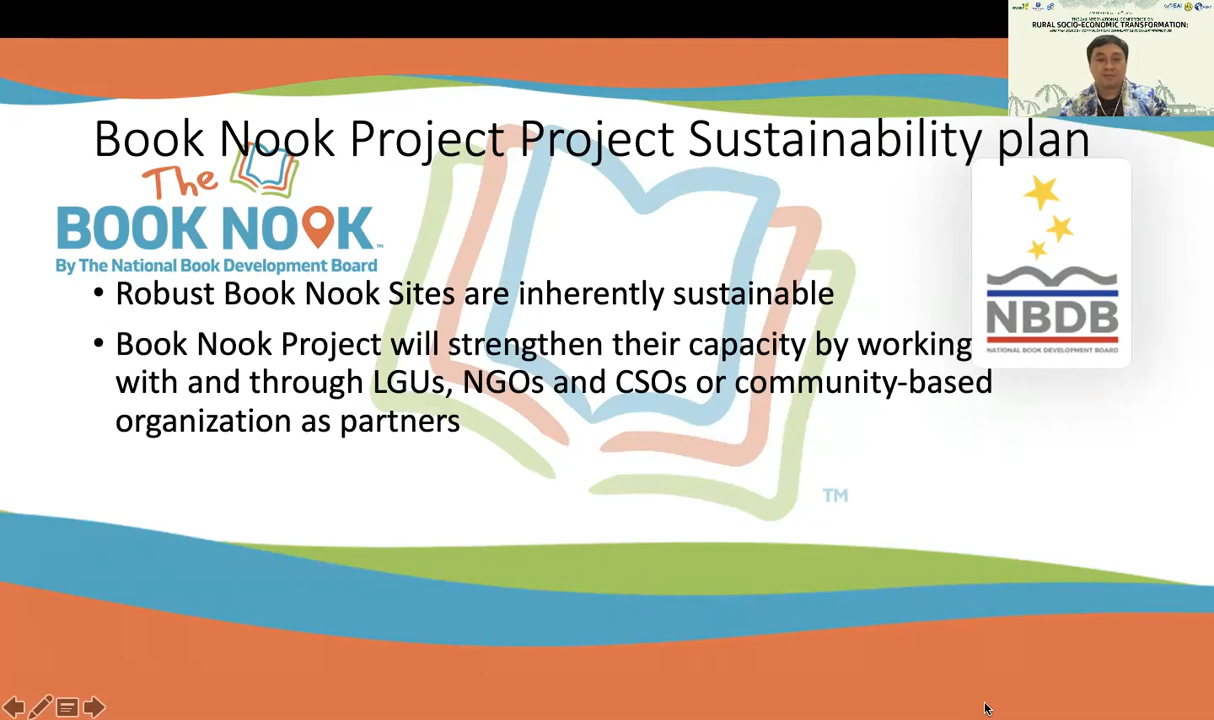 RURAL SOCIO-ECONOMIC TRANSFORMATION:
Book Nook Project Project Sustainability plan
The
BOOK NOOK™
By The National Book Development Board
NBDB
NATIONAL BOOK DEVELOPMENT BOARD
• Robust Book Nook Sites are inherently sustainable
• Book Nook Project will strengthen their capacity by working
with and through LGUs, NGOs and CSOs or community-based
organization as partners
TM